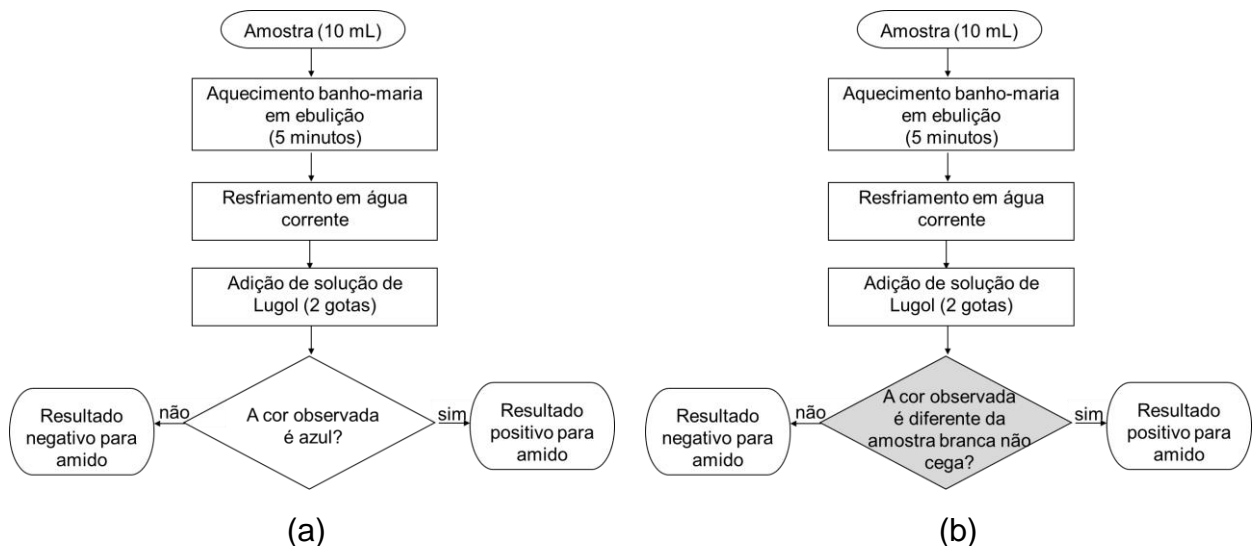 Amostra (10 mL)
Aquecimento banho-maria
em ebulição
(5 minutos)
Resfriamento em água
corrente
Adição de solução de
Lugol (2 gotas)
A cor observada
é azul?
não
Resultado
negativo para
amido
sim
Resultado
positivo para
amido
(a)
Amostra (10 mL)
Aquecimento banho-maria
em ebulição
(5 minutos)
Resfriamento em água
corrente
Adição de solução de
Lugol (2 gotas)
A cor observada
é diferente da
amostra branca não
cega?
não
Resultado
negativo para
amido
sim
Resultado
positivo para
amido
(b)